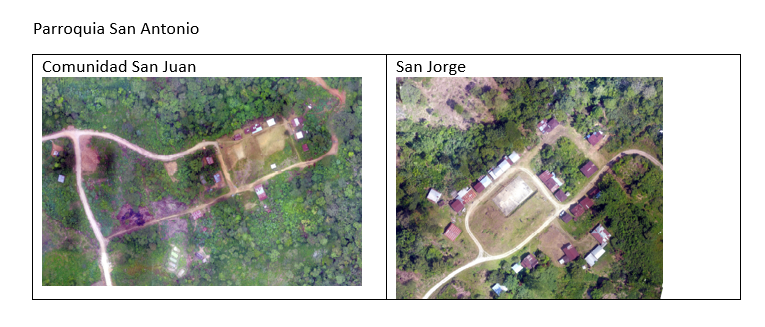 Parroquia San Antonio
Comunidad San Juan
San Jorge